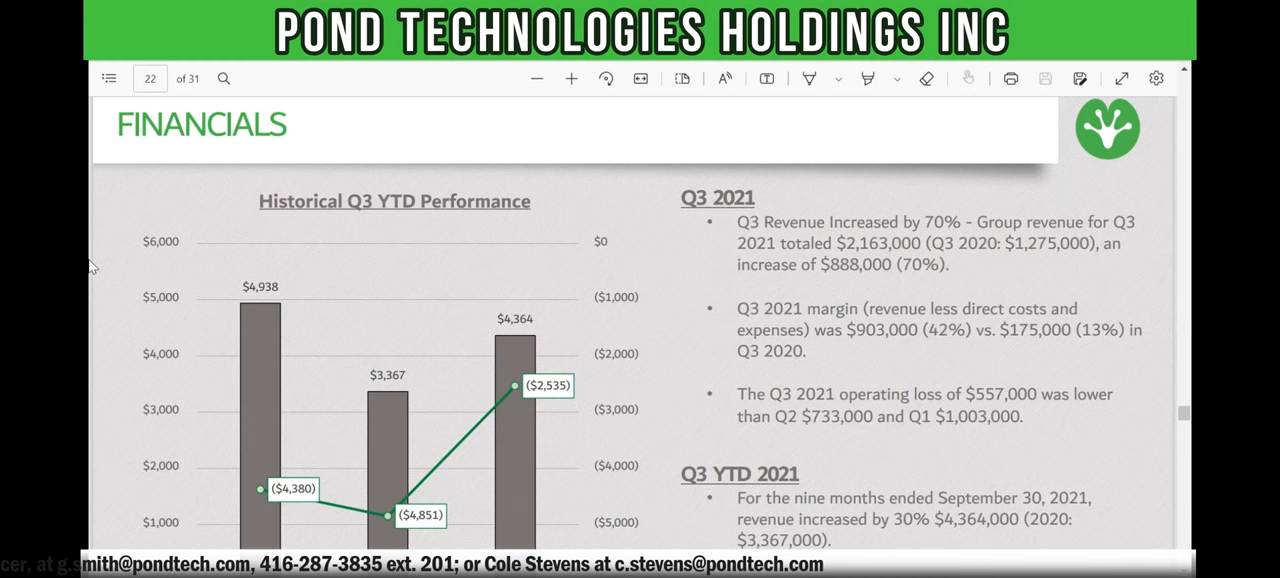 POND TECHNOLOGIES HOLDINGS INC
22 of 31
FINANCIALS
Historical Q3 YTD Performance
$6,000
$5,000
$4,000
$3,000
$2,000
$1,000
$4,938
$3,367
$4,364
($4,380)
($4,851)
($2,535)
$0
($1,000)
($2,000)
($3,000)
($4,000)
($5,000)
Q3 2021
• Q3 Revenue Increased by 70% - Group revenue for Q3
2021 totaled $2,163,000 (Q3 2020: $1,275,000), an
increase of $888,000 (70%).
• Q3 2021 margin (revenue less direct costs and
expenses) was $903,000 (42%) vs. $175,000 (13%) in
Q3 2020.
• The Q3 2021 operating loss of $557,000 was lower
than Q2 $733,000 and Q1 $1,003,000.
Q3 YTD 2021
• For the nine months ended September 30, 2021,
revenue increased by 30% $4,364,000 (2020:
$3,367,000).
cer, at g.smith@pondtech.com, 416-287-3835 ext. 201; or Cole Stevens at c.stevens@pondtech.com